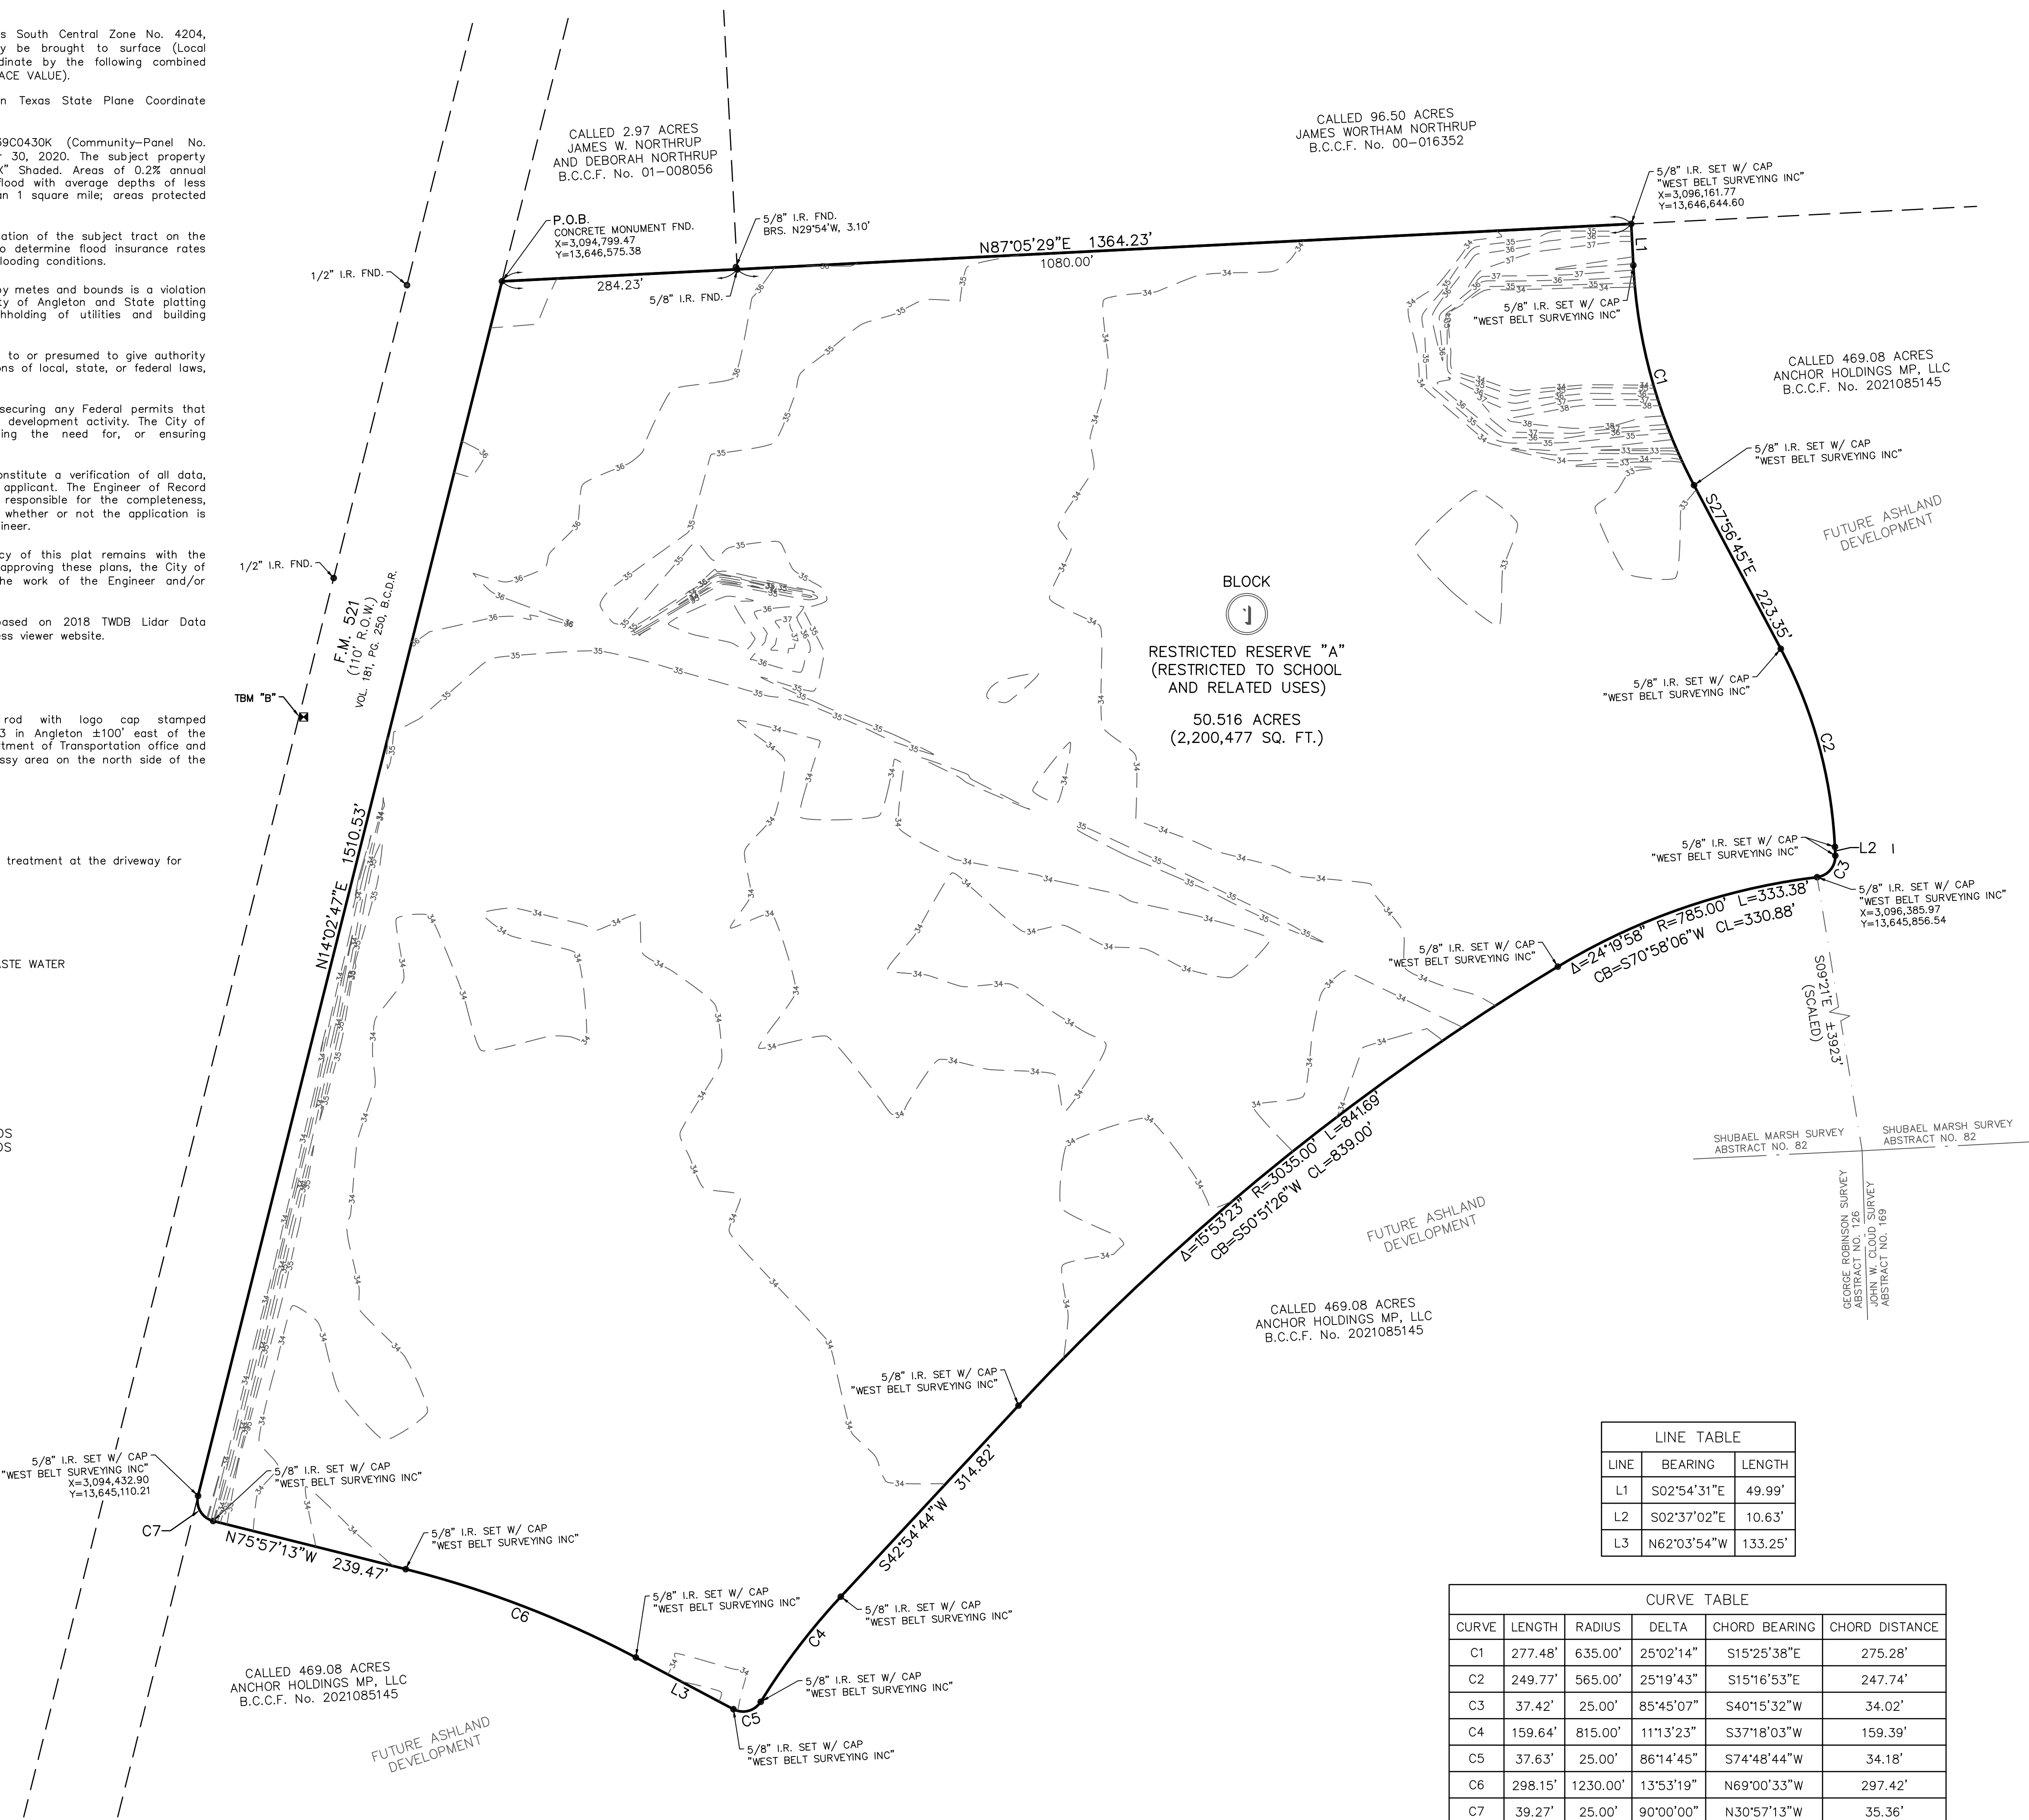 s South Central Zone No. 4204,
y be brought to surface (Local
dinate by the following combined
ACE VALUE).
n Texas State Plane Coordinate
39C0430K (Community-Panel No.
r 30, 2020. The subject property
X" Shaded. Areas of 0.2% annual
flood with average depths of less
an 1 square mile; areas protected
ation of the subject tract on the
o determine flood insurance rates
looding conditions.
by metes and bounds is a violation
ty of Angleton and State platting
hholding of utilities and building
to or presumed to give authority
ons of local, state, or federal laws,
securing any Federal permits that
development activity. The City of
ing the need for, or ensuring
onstitute a verification of all data,
applicant. The Engineer of Record
responsible for the completeness,
whether or not the application is
gineer.
cy of this plat remains with the
approving these plans, the City of
he work of the Engineer and/or
based on 2018 TWDB Lidar Data
ess viewer website.
rod with logo cap stamped
3 in Angleton ±100' east of the
rtment of Transportation office and
ssy area on the north side of the
treatment at the driveway for
ASTE WATER
DS
DS
CALLED 2.97 ACRES
JAMES W. NORTHRUP
AND DEBORAH NORTHRUP
B.C.C.F. No. 01-008056
CALLED 96.50 ACRES
JAMES WORTHAM NORTHRUP
B.C.C.F. No. 00-016352
5/8" I.R. SET W/ CAP
"WEST BELT SURVEYING INC"
X=3,096,161.77
Y=13,646,644.60
P.O.B.
CONCRETE MONUMENT FND.
X=3,094,799.47
Y=13,646,575.38
5/8" I.R. FND.
BRS. N29°54'W, 3.10'
N87°05'29"E 1364.23'
1080.00'
284.23'
5/8" I.R. FND.
1/2" I.R. FND.
L1
5/8" I.R. SET W/ CAP
"WEST BELT SURVEYING INC"
C1
CALLED 469.08 ACRES
ANCHOR HOLDINGS MP, LLC
B.C.C.F. No. 2021085145
5/8" I.R. SET W/ CAP
"WEST BELT SURVEYING INC"
S27°56'45"E 223.35'
FUTURE ASHLAND
DEVELOPMENT
1/2" I.R. FND.
F.M. 521
(110' R.O.W.)
VOL. 181, PG. 250, B.C.D.R.
TBM "B"
BLOCK
1
RESTRICTED RESERVE "A"
(RESTRICTED TO SCHOOL
AND RELATED USES)
50.516 ACRES
(2,200,477 SQ. FT.)
5/8" I.R. SET W/ CAP
"WEST BELT SURVEYING INC"
C2
N14°02'47"E 1510.53'
5/8" I.R. SET W/ CAP
"WEST BELT SURVEYING INC"
L2
C3
5/8" I.R. SET W/ CAP
"WEST BELT SURVEYING INC"
X=3,096,385.97
Y=13,645,856.54
Δ=24°19'58" R=785.00' L=333.38'
CB=S70°58'06"W CL=330.88'
5/8" I.R. SET W/ CAP
"WEST BELT SURVEYING INC"
S09°21'E ±3923'
(SCALED)
SHUBAEL MARSH SURVEY
ABSTRACT NO. 82
SHUBAEL MARSH SURVEY
ABSTRACT NO. 82
GEORGE ROBINSON SURVEY
ABSTRACT NO. 126
JOHN W. CLOUD SURVEY
ABSTRACT NO. 169
Δ=15°53'23" R=3035.00' L=841.69'
CB=S50°51'26"W CL=839.00'
FUTURE ASHLAND
DEVELOPMENT
CALLED 469.08 ACRES
ANCHOR HOLDINGS MP, LLC
B.C.C.F. No. 2021085145
5/8" I.R. SET W/ CAP
"WEST BELT SURVEYING INC"
S42°54'44"W 314.82'
5/8" I.R. SET W/ CAP
"WEST BELT SURVEYING INC"
X=3,094,432.90
Y=13,645,110.21
5/8" I.R. SET W/ CAP
"WEST BELT SURVEYING INC"
C7
N75°57'13"W 239.47'
5/8" I.R. SET W/ CAP
"WEST BELT SURVEYING INC"
C6
5/8" I.R. SET W/ CAP
"WEST BELT SURVEYING INC"
5/8" I.R. SET W/ CAP
"WEST BELT SURVEYING INC"
C4
L3
C5
5/8" I.R. SET W/ CAP
"WEST BELT SURVEYING INC"
5/8" I.R. SET W/ CAP
"WEST BELT SURVEYING INC"
CALLED 469.08 ACRES
ANCHOR HOLDINGS MP, LLC
B.C.C.F. No. 2021085145
FUTURE ASHLAND
DEVELOPMENT
LINE TABLE
LINE BEARING LENGTH
L1 S02°54'31"E 49.99'
L2 S02°37'02"E 10.63'
L3 N62°03'54"W 133.25'
CURVE TABLE
CURVE LENGTH RADIUS DELTA CHORD BEARING CHORD DISTANCE
C1 277.48' 635.00' 25°02'14" S15°25'38"E 275.28'
C2 249.77' 565.00' 25°19'43" S15°16'53"E 247.74'
C3 37.42' 25.00' 85°45'07" S40°15'32"W 34.02'
C4 159.64' 815.00' 11°13'23" S37°18'03"W 159.39'
C5 37.63' 25.00' 86°14'45" S74°48'44"W 34.18'
C6 298.15' 1230.00' 13°53'19" N69°00'33"W 297.42'
C7 39.27' 25.00' 90°00'00" N30°57'13"W 35.36'